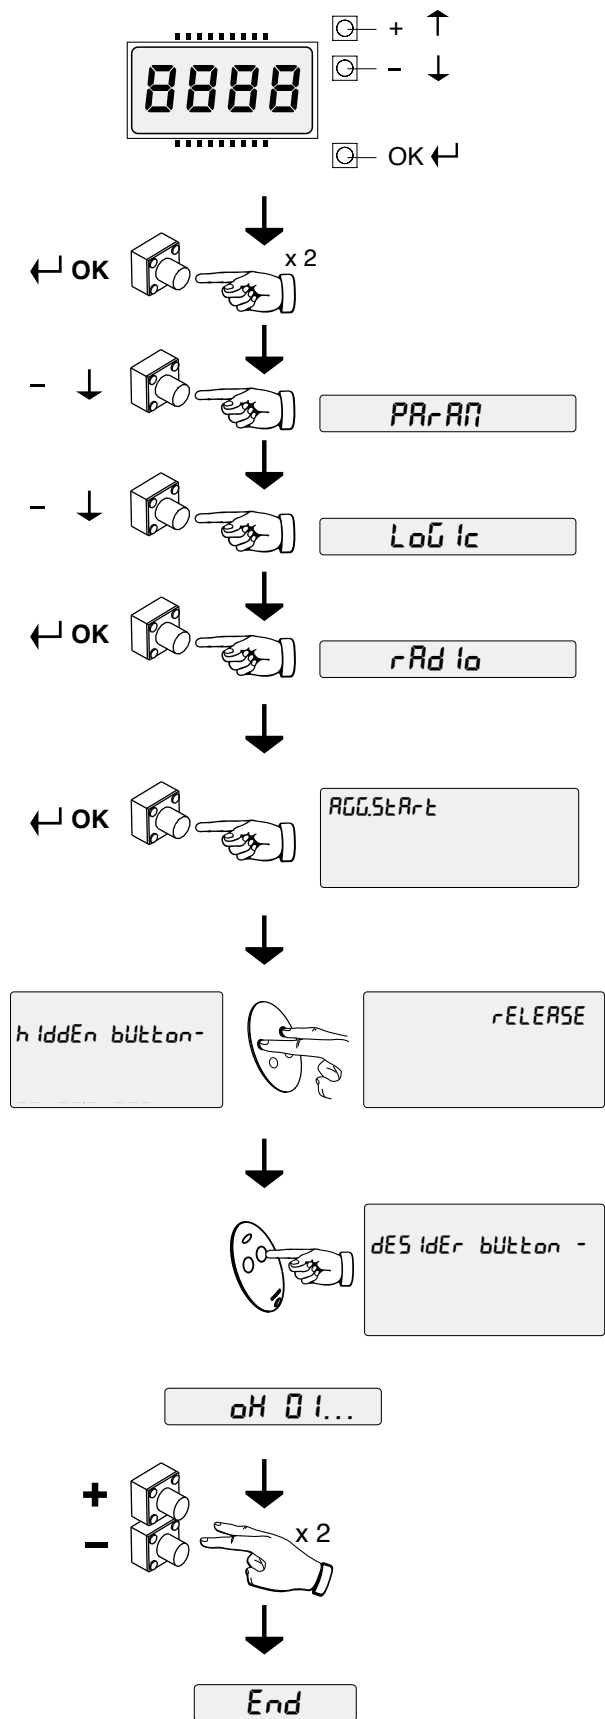 + ↑
8888
– ↓
OK ↵
x 2
↵ OK
– ↓
PArAM
– ↓
LoGIc
↵ OK
rAdIo
↵ OK
AGG.StArt
hIddEn bUtton-
rELEASE
dESIdEr bUtton -
oH 01...
+
–
x 2
End